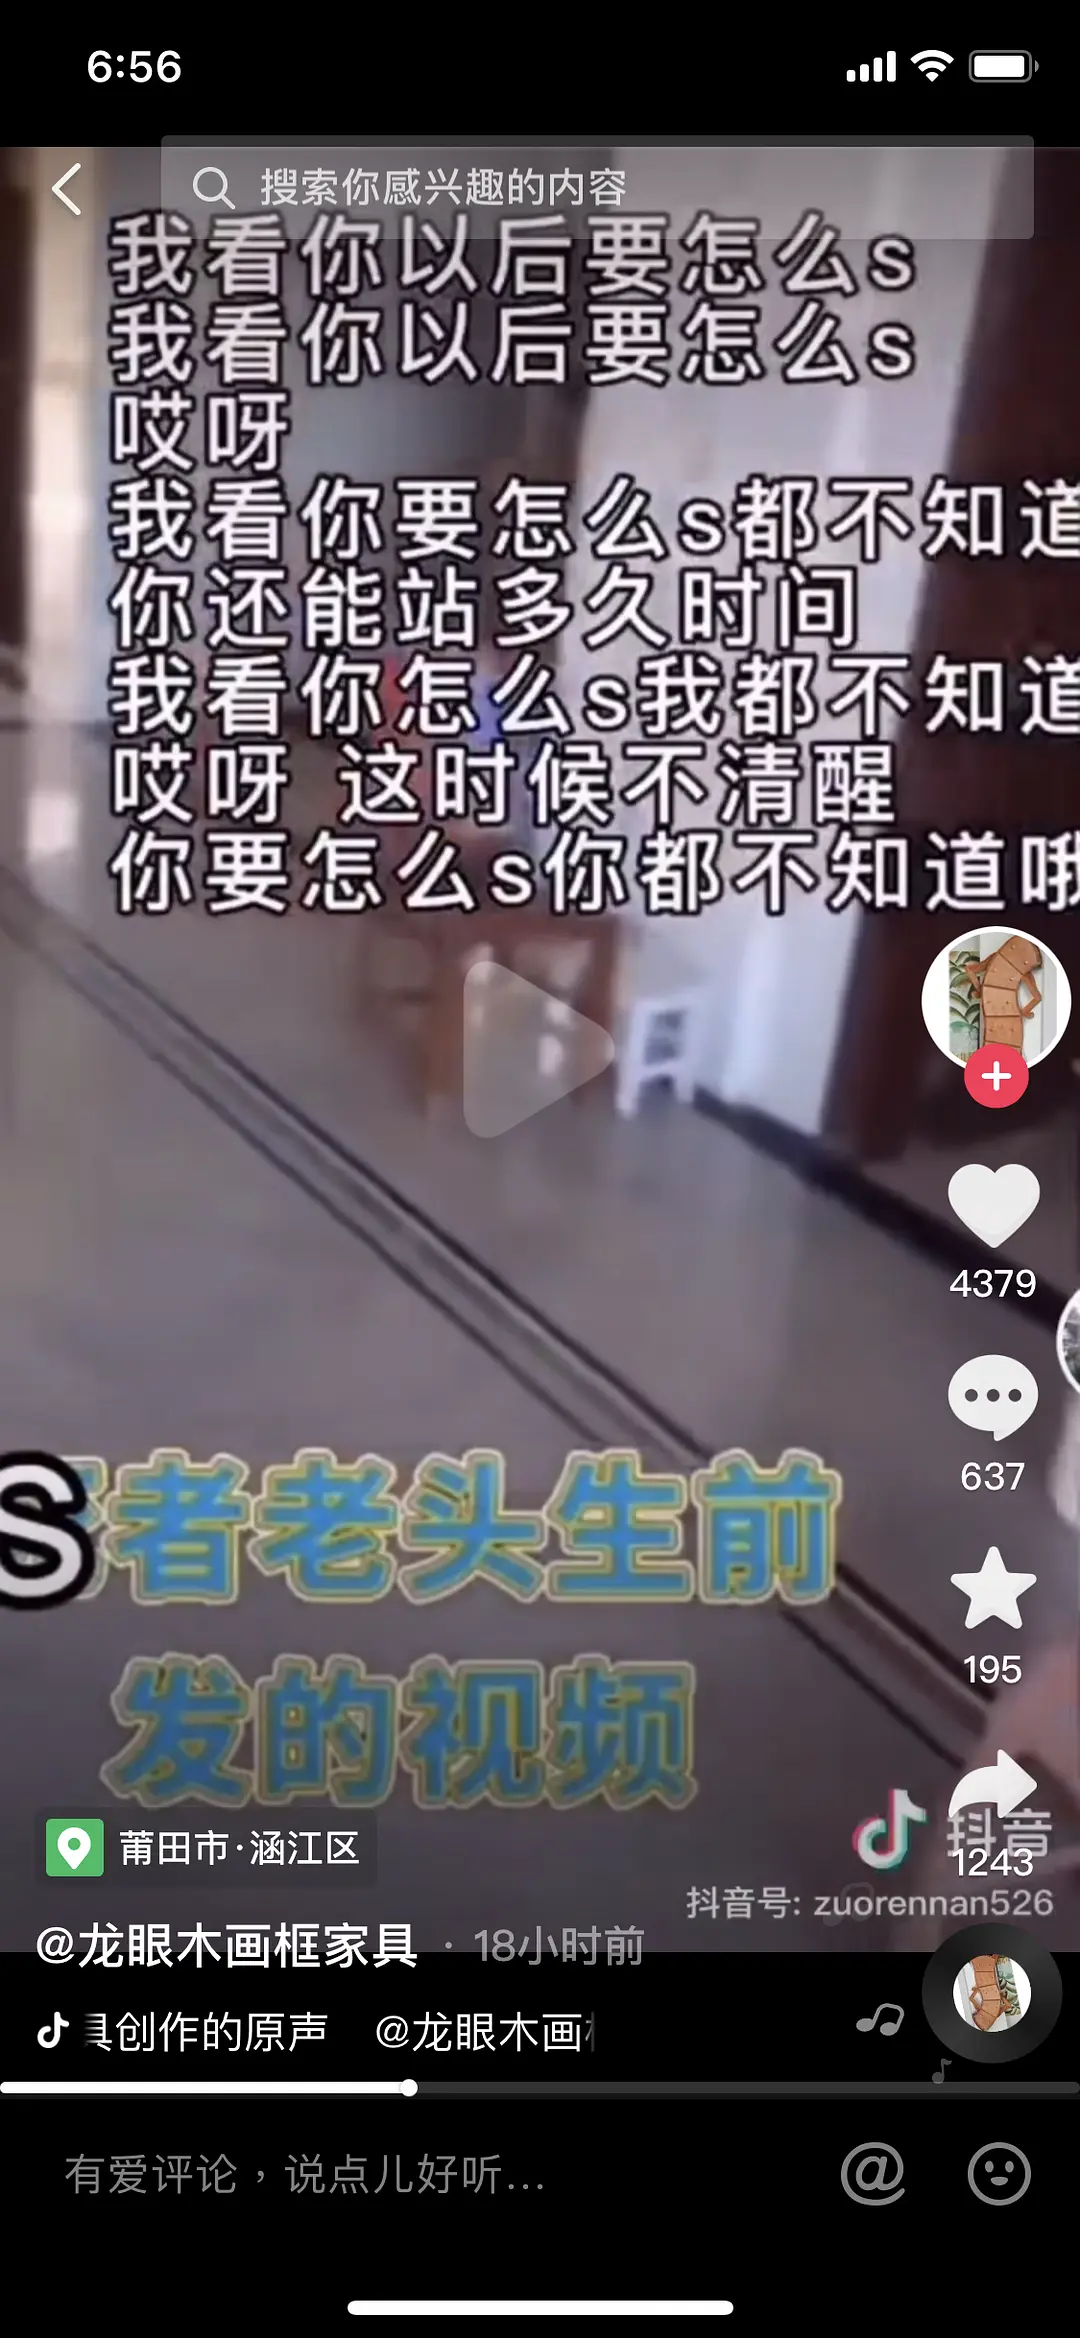 6:56
搜索你感兴趣的内容
我看你以后要怎么s
我看你以后要怎么s
哎呀
我看你要怎么s都不知道
你还能站多久时间
我看你怎么s我都不知道
哎呀 这时候不清醒
你要怎么s你都不知道哦
4379
637
195
S者老头生前
发的视频
抖音
1243
莆田市·涵江区
抖音号: zuorennan526
@龙眼木画框家具 · 18小时前
具创作的原声 @龙眼木画
有爱评论，说点儿好听...